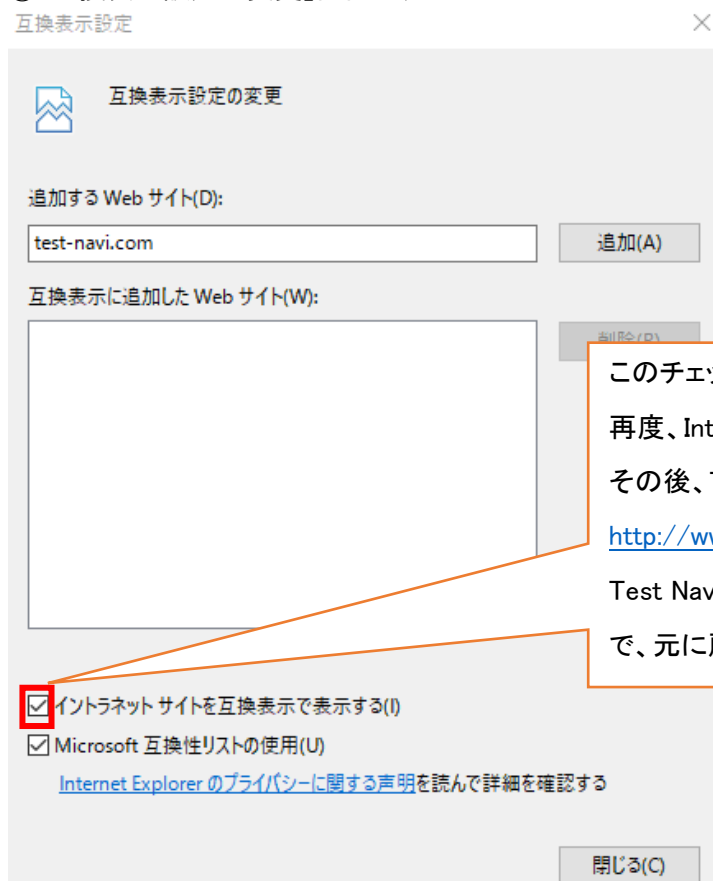 互換表示設定
互換表示設定の変更
追加する Web サイト(D):
test-navi.com
追加(A)
互換表示に追加した Web サイト(W):
このチェッ
再度、Int
その後、T
http://ww
Test Navi
で、元に
イントラネット サイトを互換表示で表示する(I)
Microsoft 互換性リストの使用(U)
Internet Explorer のプライバシーに関する声明を読んで詳細を確認する
閉じる(C)